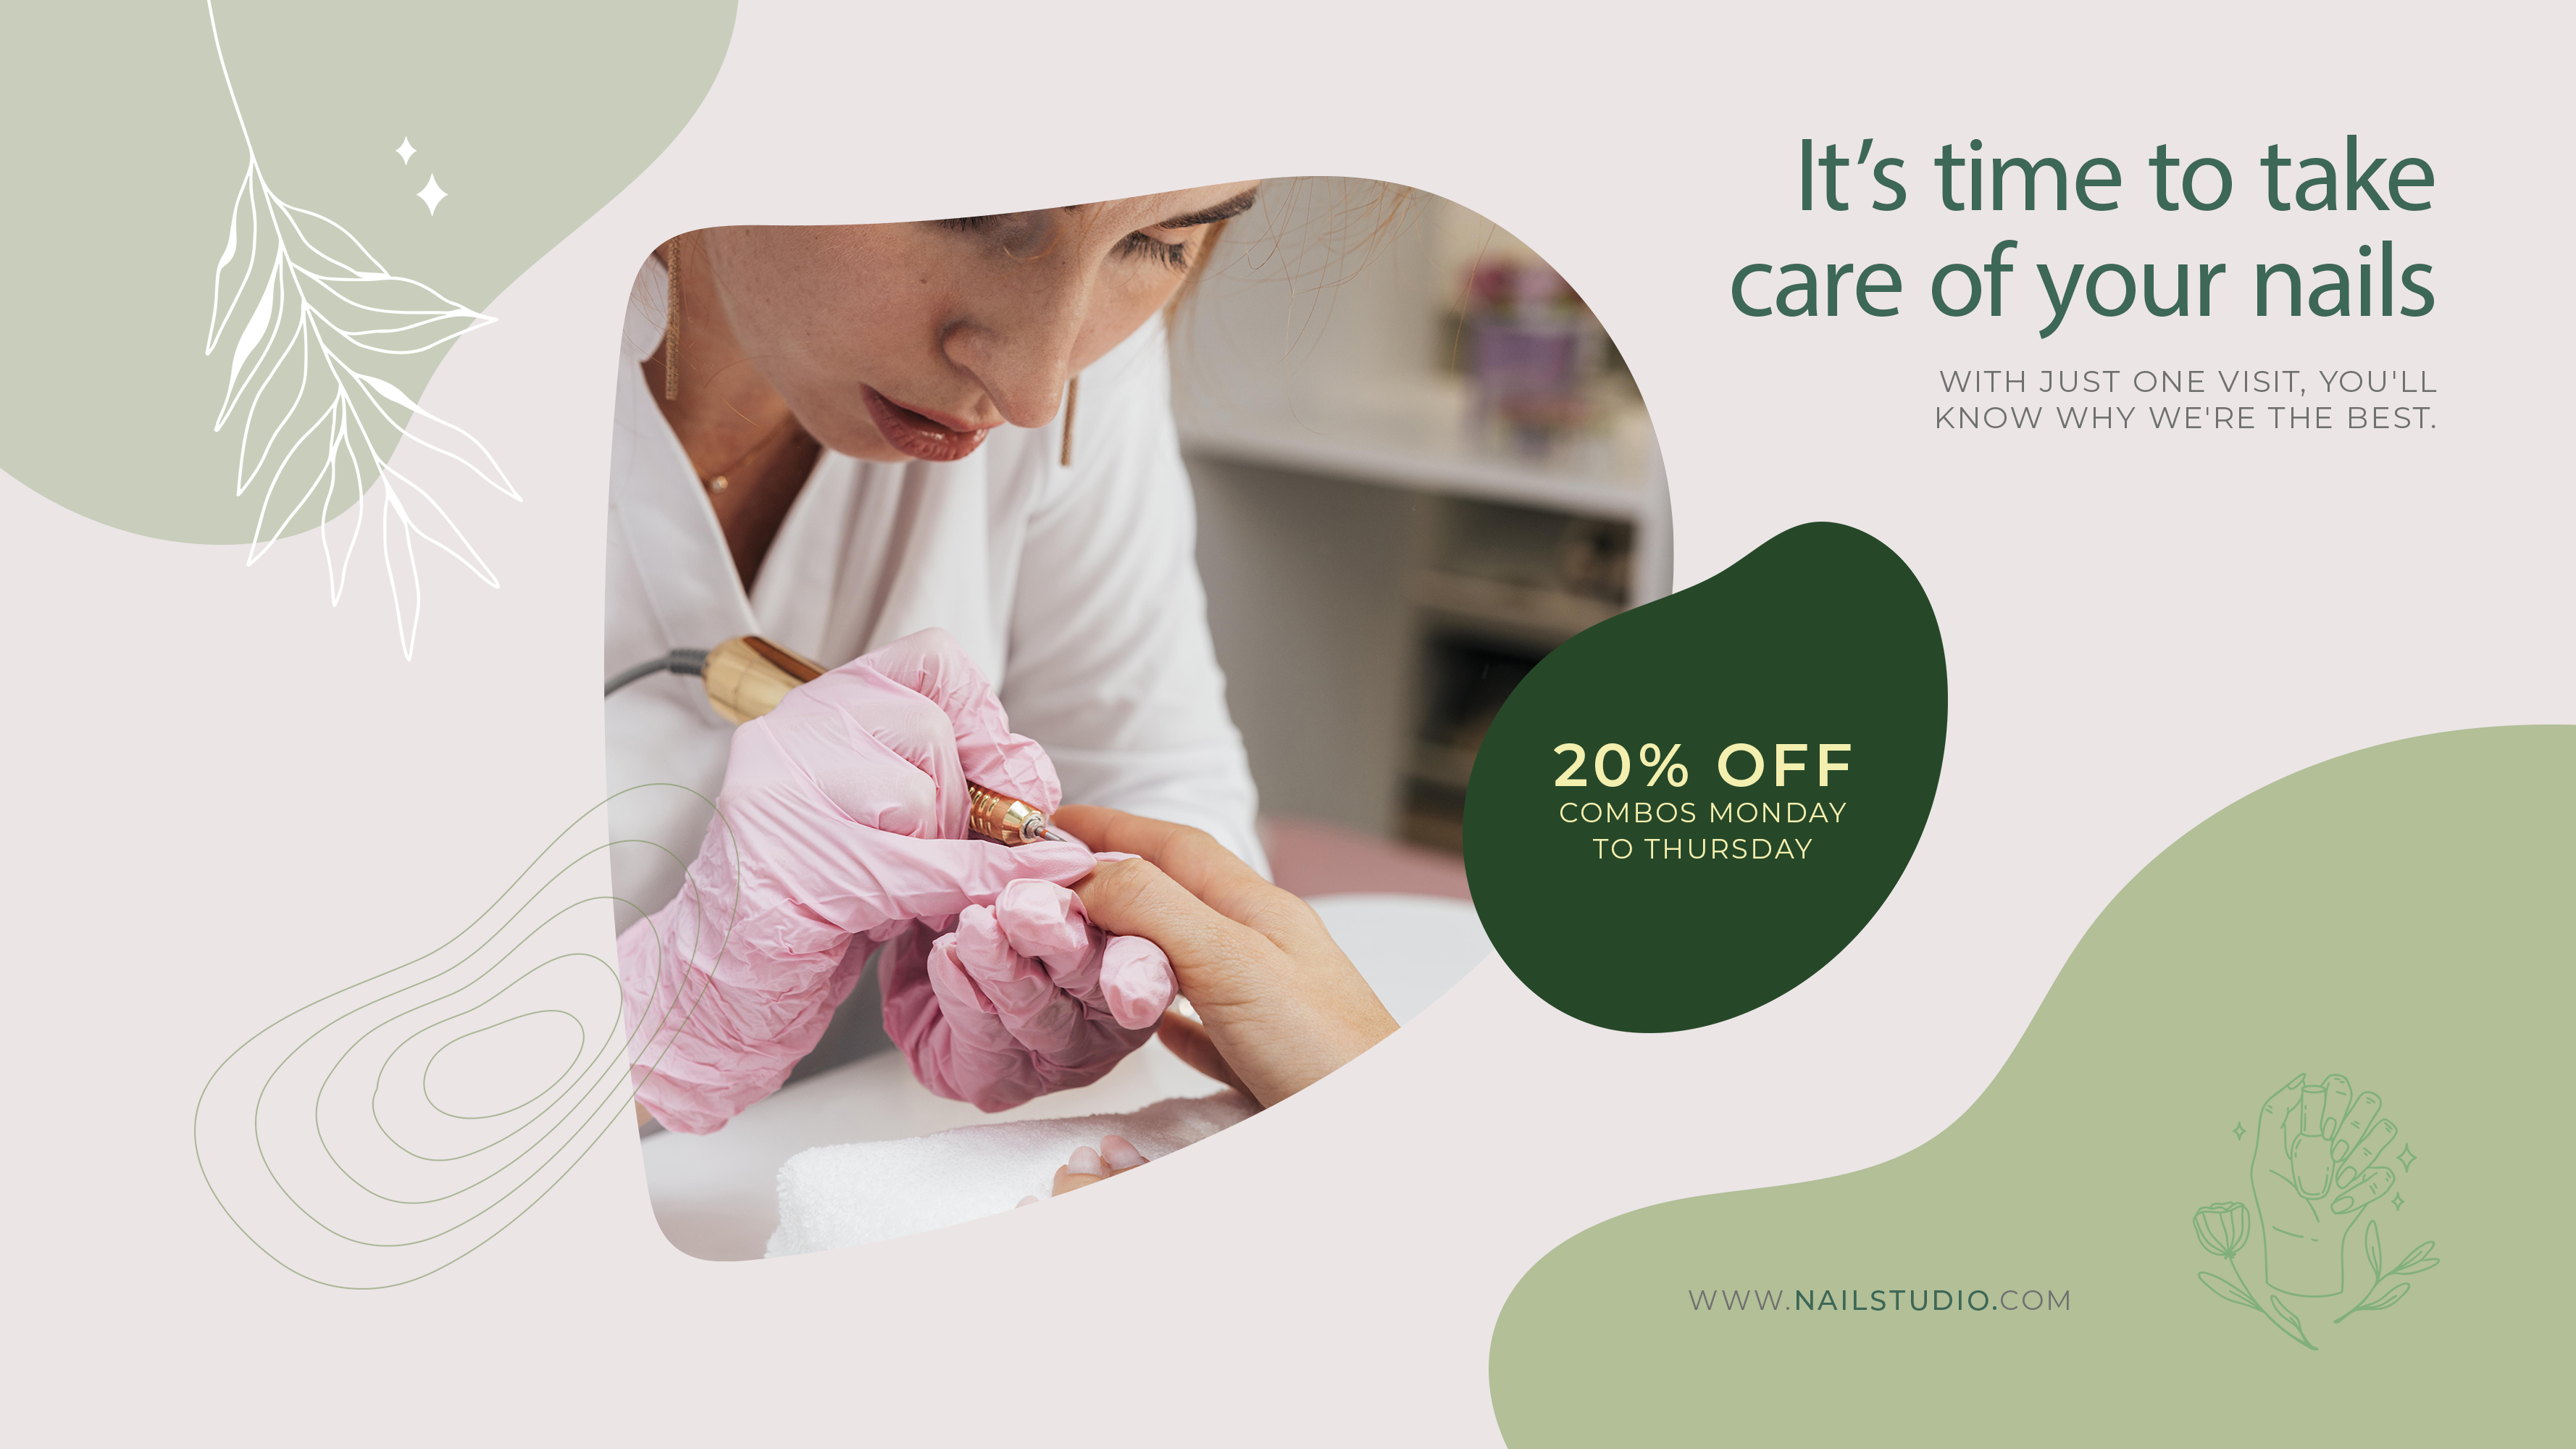 It’s time to take
care of your nails
WITH JUST ONE VISIT, YOU'LL
KNOW WHY WE'RE THE BEST.
20% OFF
COMBOS MONDAY
TO THURSDAY
WWW.NAILSTUDIO.COM